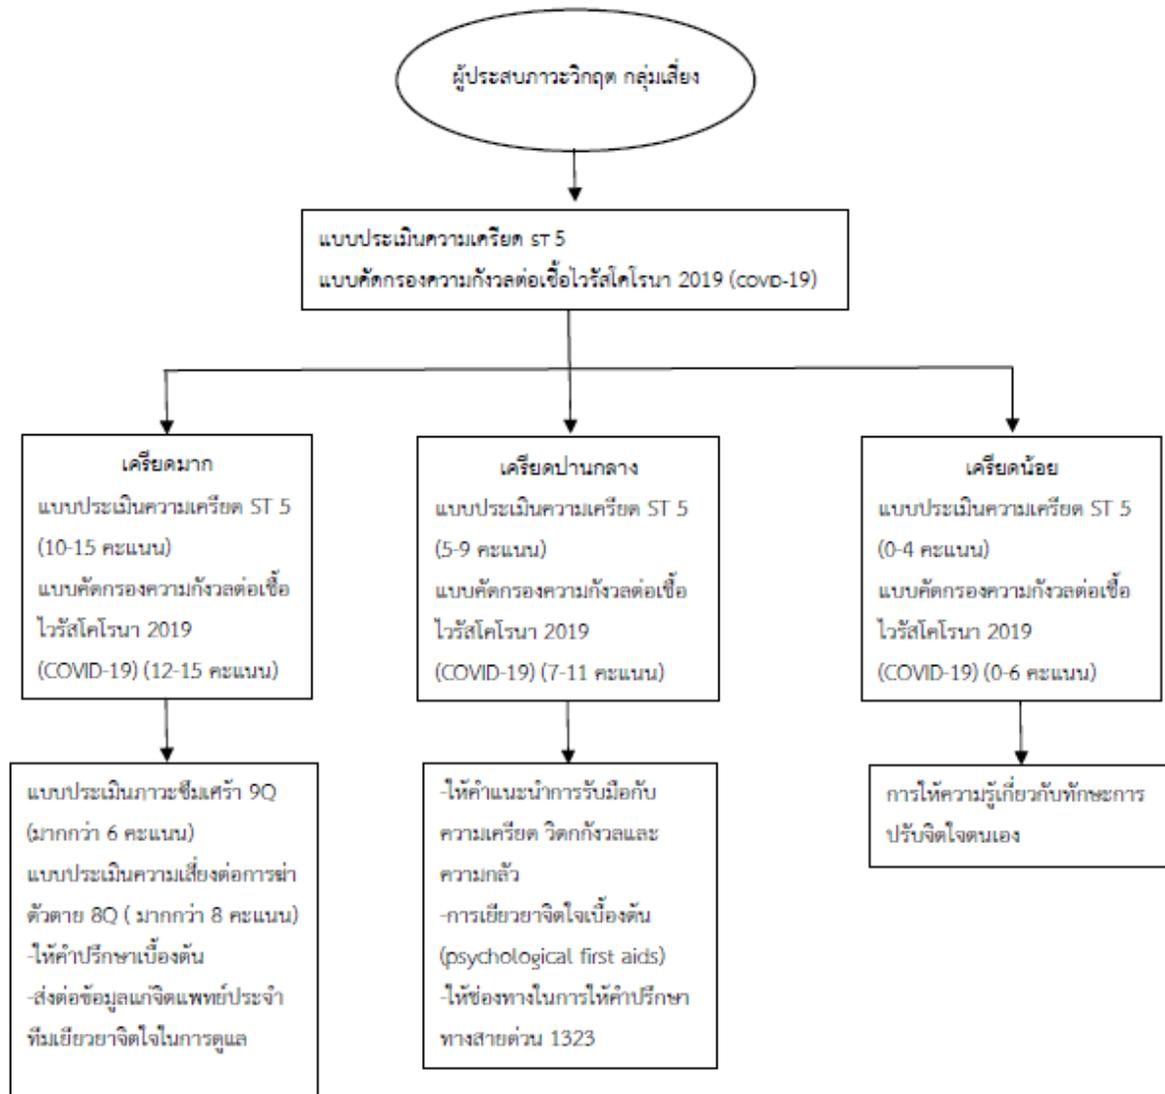 ผู้ประสบภาวะวิกฤต กลุ่มเสี่ยง
แบบประเมินความเครียด ST 5
แบบคัดกรองความกังวลต่อเชื้อไวรัสโคโรนา 2019 (COVID-19)
เครียดมาก
แบบประเมินความเครียด ST 5
(10-15 คะแนน)
แบบคัดกรองความกังวลต่อเชื้อ
ไวรัสโคโรนา 2019
(COVID-19) (12-15 คะแนน)
เครียดปานกลาง
แบบประเมินความเครียด ST 5
(5-9 คะแนน)
แบบคัดกรองความกังวลต่อเชื้อ
ไวรัสโคโรนา 2019
(COVID-19) (7-11 คะแนน)
เครียดน้อย
แบบประเมินความเครียด ST 5
(0-4 คะแนน)
แบบคัดกรองความกังวลต่อเชื้อ
ไวรัสโคโรนา 2019
(COVID-19) (0-6 คะแนน)
แบบประเมินภาวะซึมเศร้า 9Q
(มากกว่า 6 คะแนน)
แบบประเมินความเสี่ยงต่อการฆ่า
ตัวตาย 8Q ( มากกว่า 8 คะแนน)
-ให้คำปรึกษาเบื้องต้น
-ส่งต่อข้อมูลแก่จิตแพทย์ประจำ
ทีมเยียวยาจิตใจในการดูแล
-ให้คำแนะนำการรับมือกับ
ความเครียด วิตกกังวลและ
ความกลัว
-การเยียวยาจิตใจเบื้องต้น
(psychological first aids)
-ให้ช่องทางในการให้คำปรึกษา
ทางสายด่วน 1323
การให้ความรู้เกี่ยวกับทักษะการ
ปรับจิตใจตนเอง